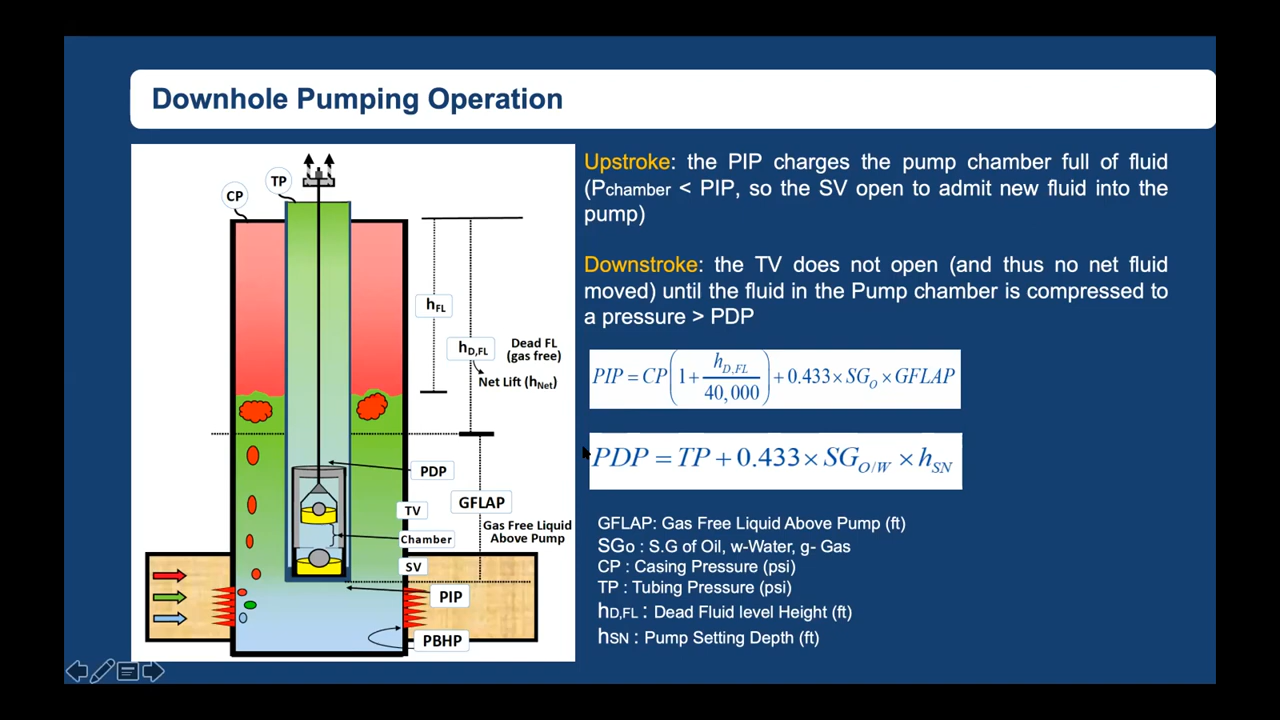 Downhole Pumping Operation
TP
CP
hFL
hD,FL
Dead FL
(gas free)
Net Lift (hNet)
PDP
TV
GFLAP
Gas Free Liquid
Above Pump
Chamber
SV
PIP
PBHP
Upstroke: the PIP charges the pump chamber full of fluid
(Pchamber < PIP, so the SV open to admit new fluid into the
pump)
Downstroke: the TV does not open (and thus no net fluid
moved) until the fluid in the Pump chamber is compressed to
a pressure > PDP
PIP = CP(1 + hD,FL / 40,000) + 0.433 × SGO × GFLAP
PDP = TP + 0.433 × SGO/W × hSN
GFLAP: Gas Free Liquid Above Pump (ft)
SGo : S.G of Oil, w-Water, g- Gas
CP : Casing Pressure (psi)
TP : Tubing Pressure (psi)
hD,FL : Dead Fluid level Height (ft)
hSN : Pump Setting Depth (ft)